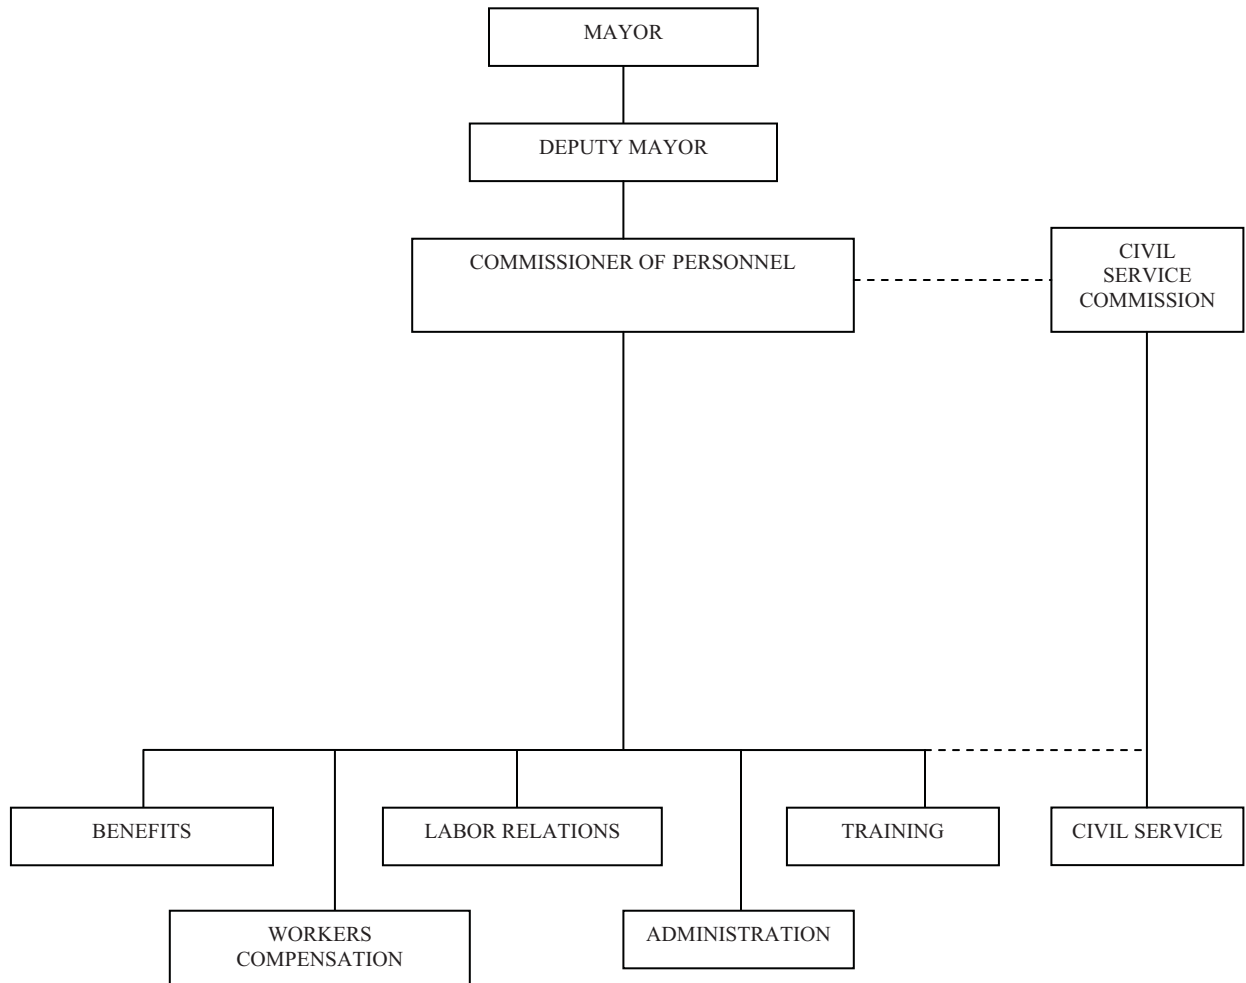 MAYOR
DEPUTY MAYOR
COMMISSIONER OF PERSONNEL
CIVIL
SERVICE
COMMISSION
BENEFITS
LABOR RELATIONS
TRAINING
CIVIL SERVICE
WORKERS
COMPENSATION
ADMINISTRATION